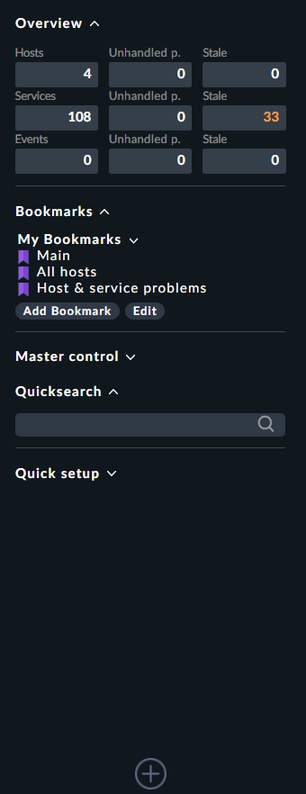 Overview
Hosts Unhandled p. Stale
4 0 0
Services Unhandled p. Stale
108 0 33
Events Unhandled p. Stale
0 0 0
Bookmarks
My Bookmarks
Main
All hosts
Host & service problems
Add Bookmark Edit
Master control
Quicksearch
Quick setup